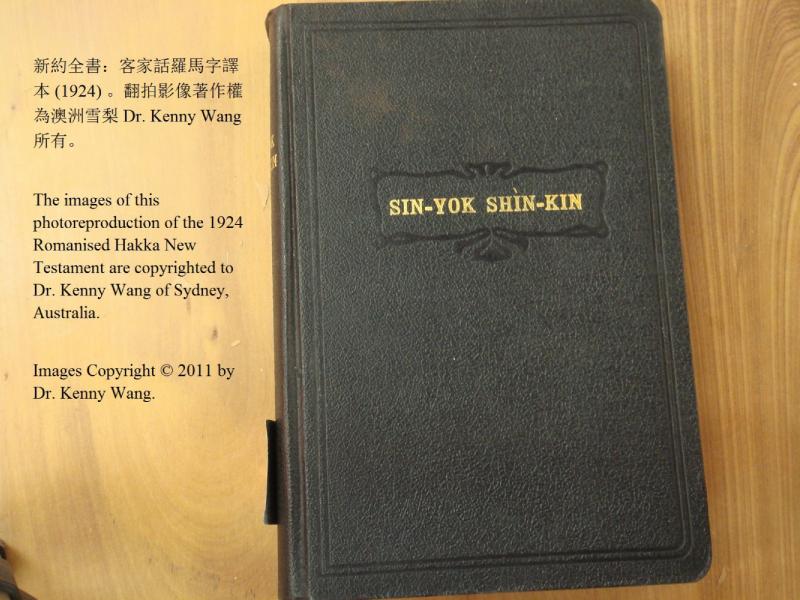 新約全書：客家話羅馬字譯
本 (1924) 。翻拍影像著作權
為澳洲雪梨 Dr. Kenny Wang
所有。
The images of this
photoreproduction of the 1924
Romanised Hakka New
Testament are copyrighted to
Dr. Kenny Wang of Sydney,
Australia.
Images Copyright © 2011 by
Dr. Kenny Wang.
SIN-YOK SHÌN-KIN